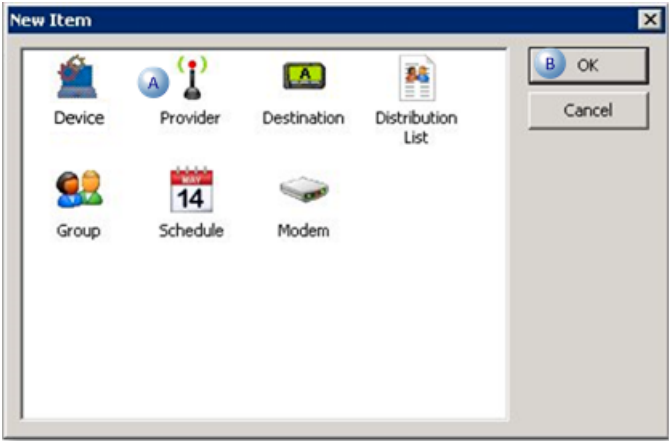 New Item
A
B
OK
Cancel
A
Device
Provider
Destination
Distribution
List
MAY
14
Group
Schedule
Modem